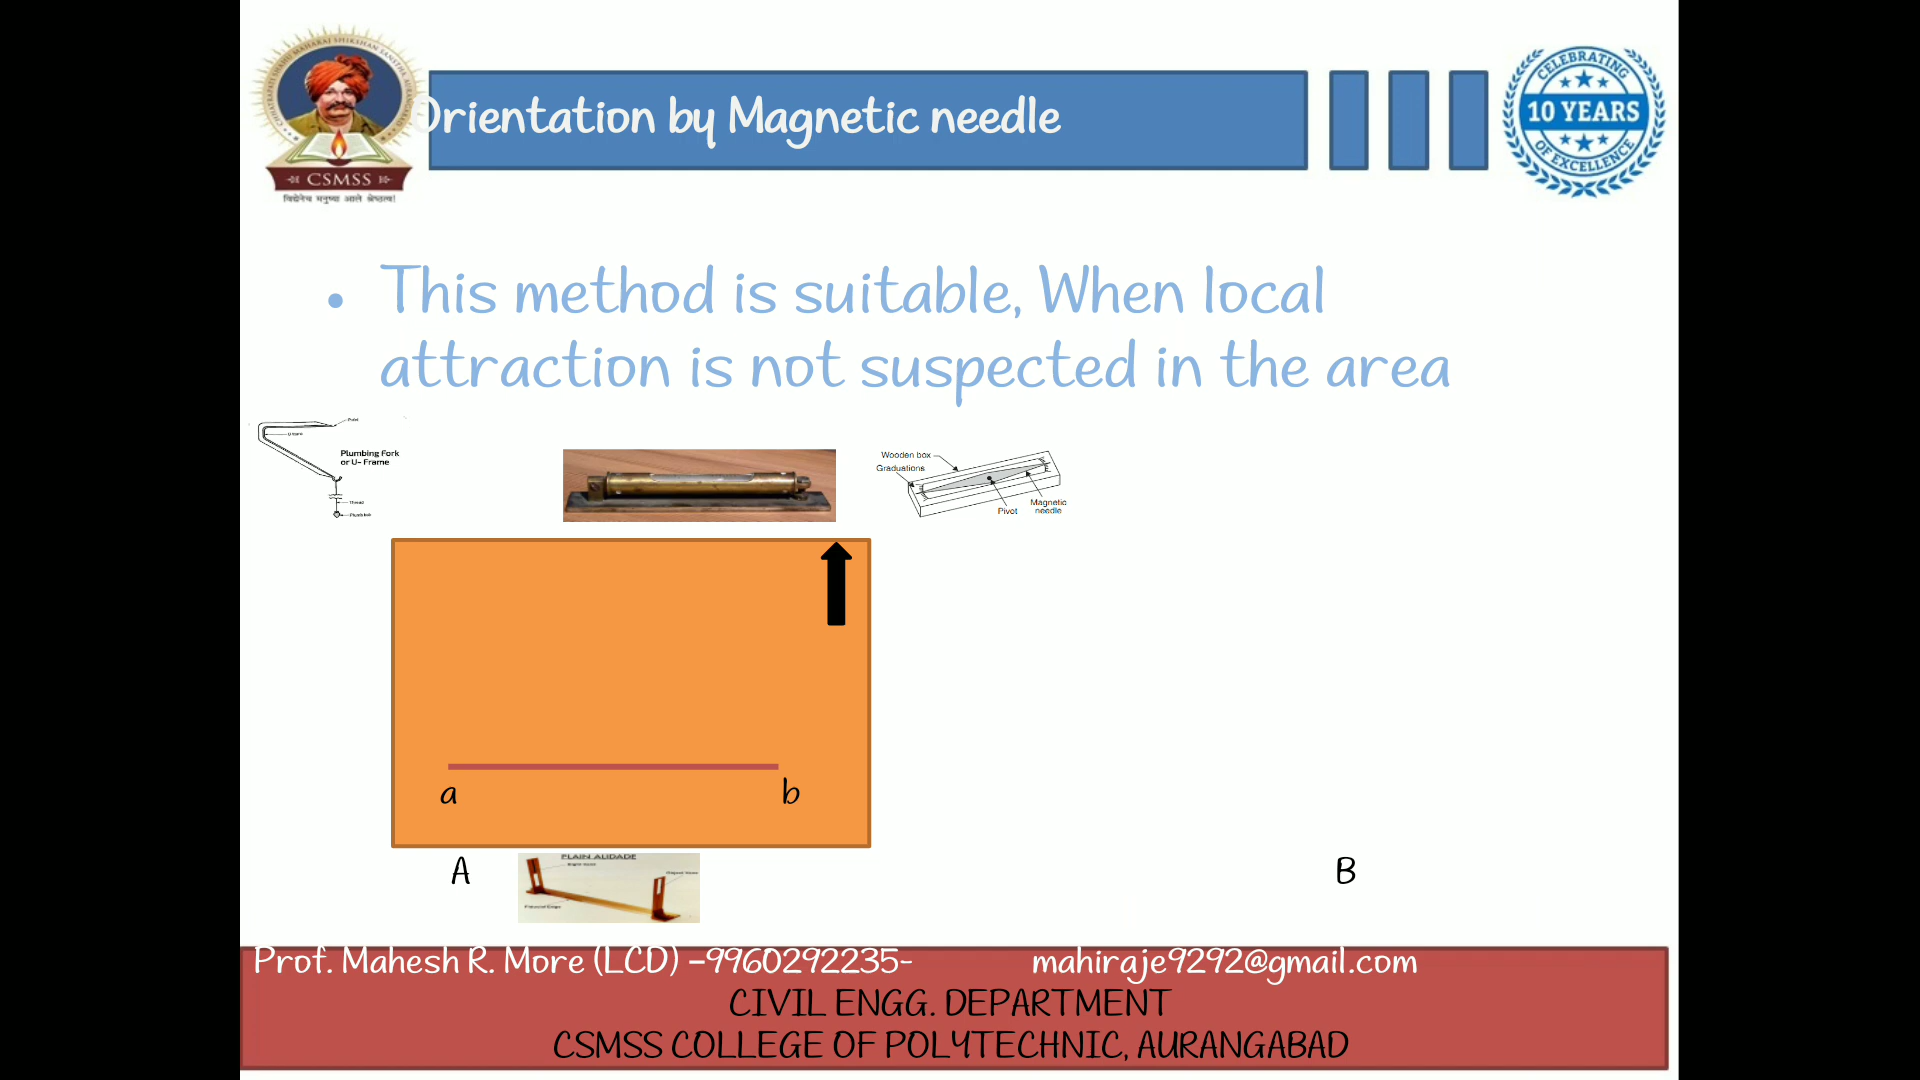 Orientation by Magnetic needle
CELEBRATING
10 YEARS
OF EXCELLENCE
CSMSS
• This method is suitable, When local
attraction is not suspected in the area
Plumbing Fork
or U- Frame
Wooden box
Graduations
Pivot
Magnetic
needle
a
b
A
PLAIN ALIDADE
B
Prof. Mahesh R. More (LCD) -9960292235- mahiraje9292@gmail.com
CIVIL ENGG. DEPARTMENT
CSMSS COLLEGE OF POLYTECHNIC, AURANGABAD